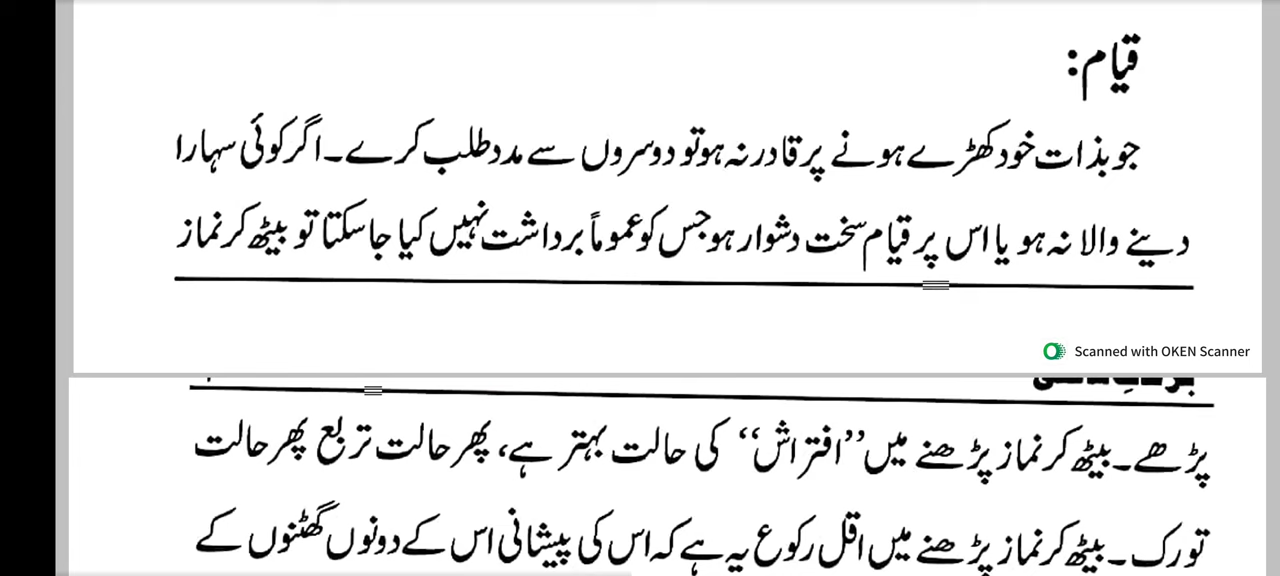 قیام:
جو بذات خود کھڑے ہونے پر قادر نہ ہو تو دوسروں سے مدد طلب کرے۔ اگر کوئی سہارا
دینے والا نہ ہو یا اس پر قیام سخت دشوار ہو جس کو عموماً برداشت نہیں کیا جا سکتا تو بیٹھ کر نماز
Scanned with OKEN Scanner
پڑھے۔ بیٹھ کر نماز پڑھنے میں ’’افتراش‘‘ کی حالت بہتر ہے، پھر حالت تربع پھر حالت
تورک۔ بیٹھ کر نماز پڑھنے میں اقل رکوع یہ ہے کہ اس کی پیشانی اس کے دونوں گھٹنوں کے